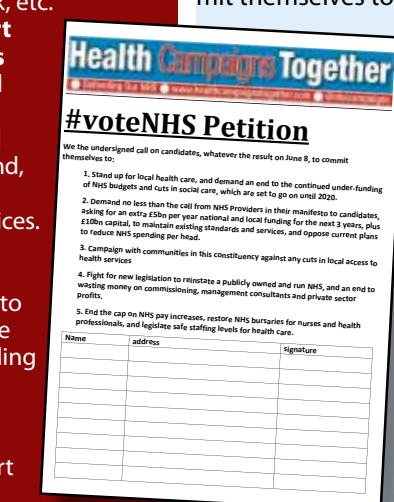 k, etc.
rt
s
l
nd,
ices.
to
e
ling
rt
mit themselves to
Health Campaigns Together
Defending Our NHS www.healthcampaignstogether.com
#voteNHS Petition
We the undersigned call on candidates, whatever the result on June 8, to commit
themselves to:
1. Stand up for local health care, and demand an end to the continued under-funding
of NHS budgets and cuts in social care, which are set to go on until 2020.
2. Demand no less than the call from NHS Providers in their manifesto to candidates,
asking for an extra £5bn per year national and local funding for the next 3 years, plus
£10bn capital, to maintain existing standards and services, and oppose current plans
to reduce NHS spending per head.
3. Campaign with communities in this constituency against any cuts in local access to
health services
4. Fight for new legislation to reinstate a publicly owned and run NHS, and an end to
wasting money on commissioning, management consultants and private sector
profits.
5. End the cap on NHS pay increases, restore NHS bursaries for nurses and health
professionals, and legislate safe staffing levels for health care.
Name address signature